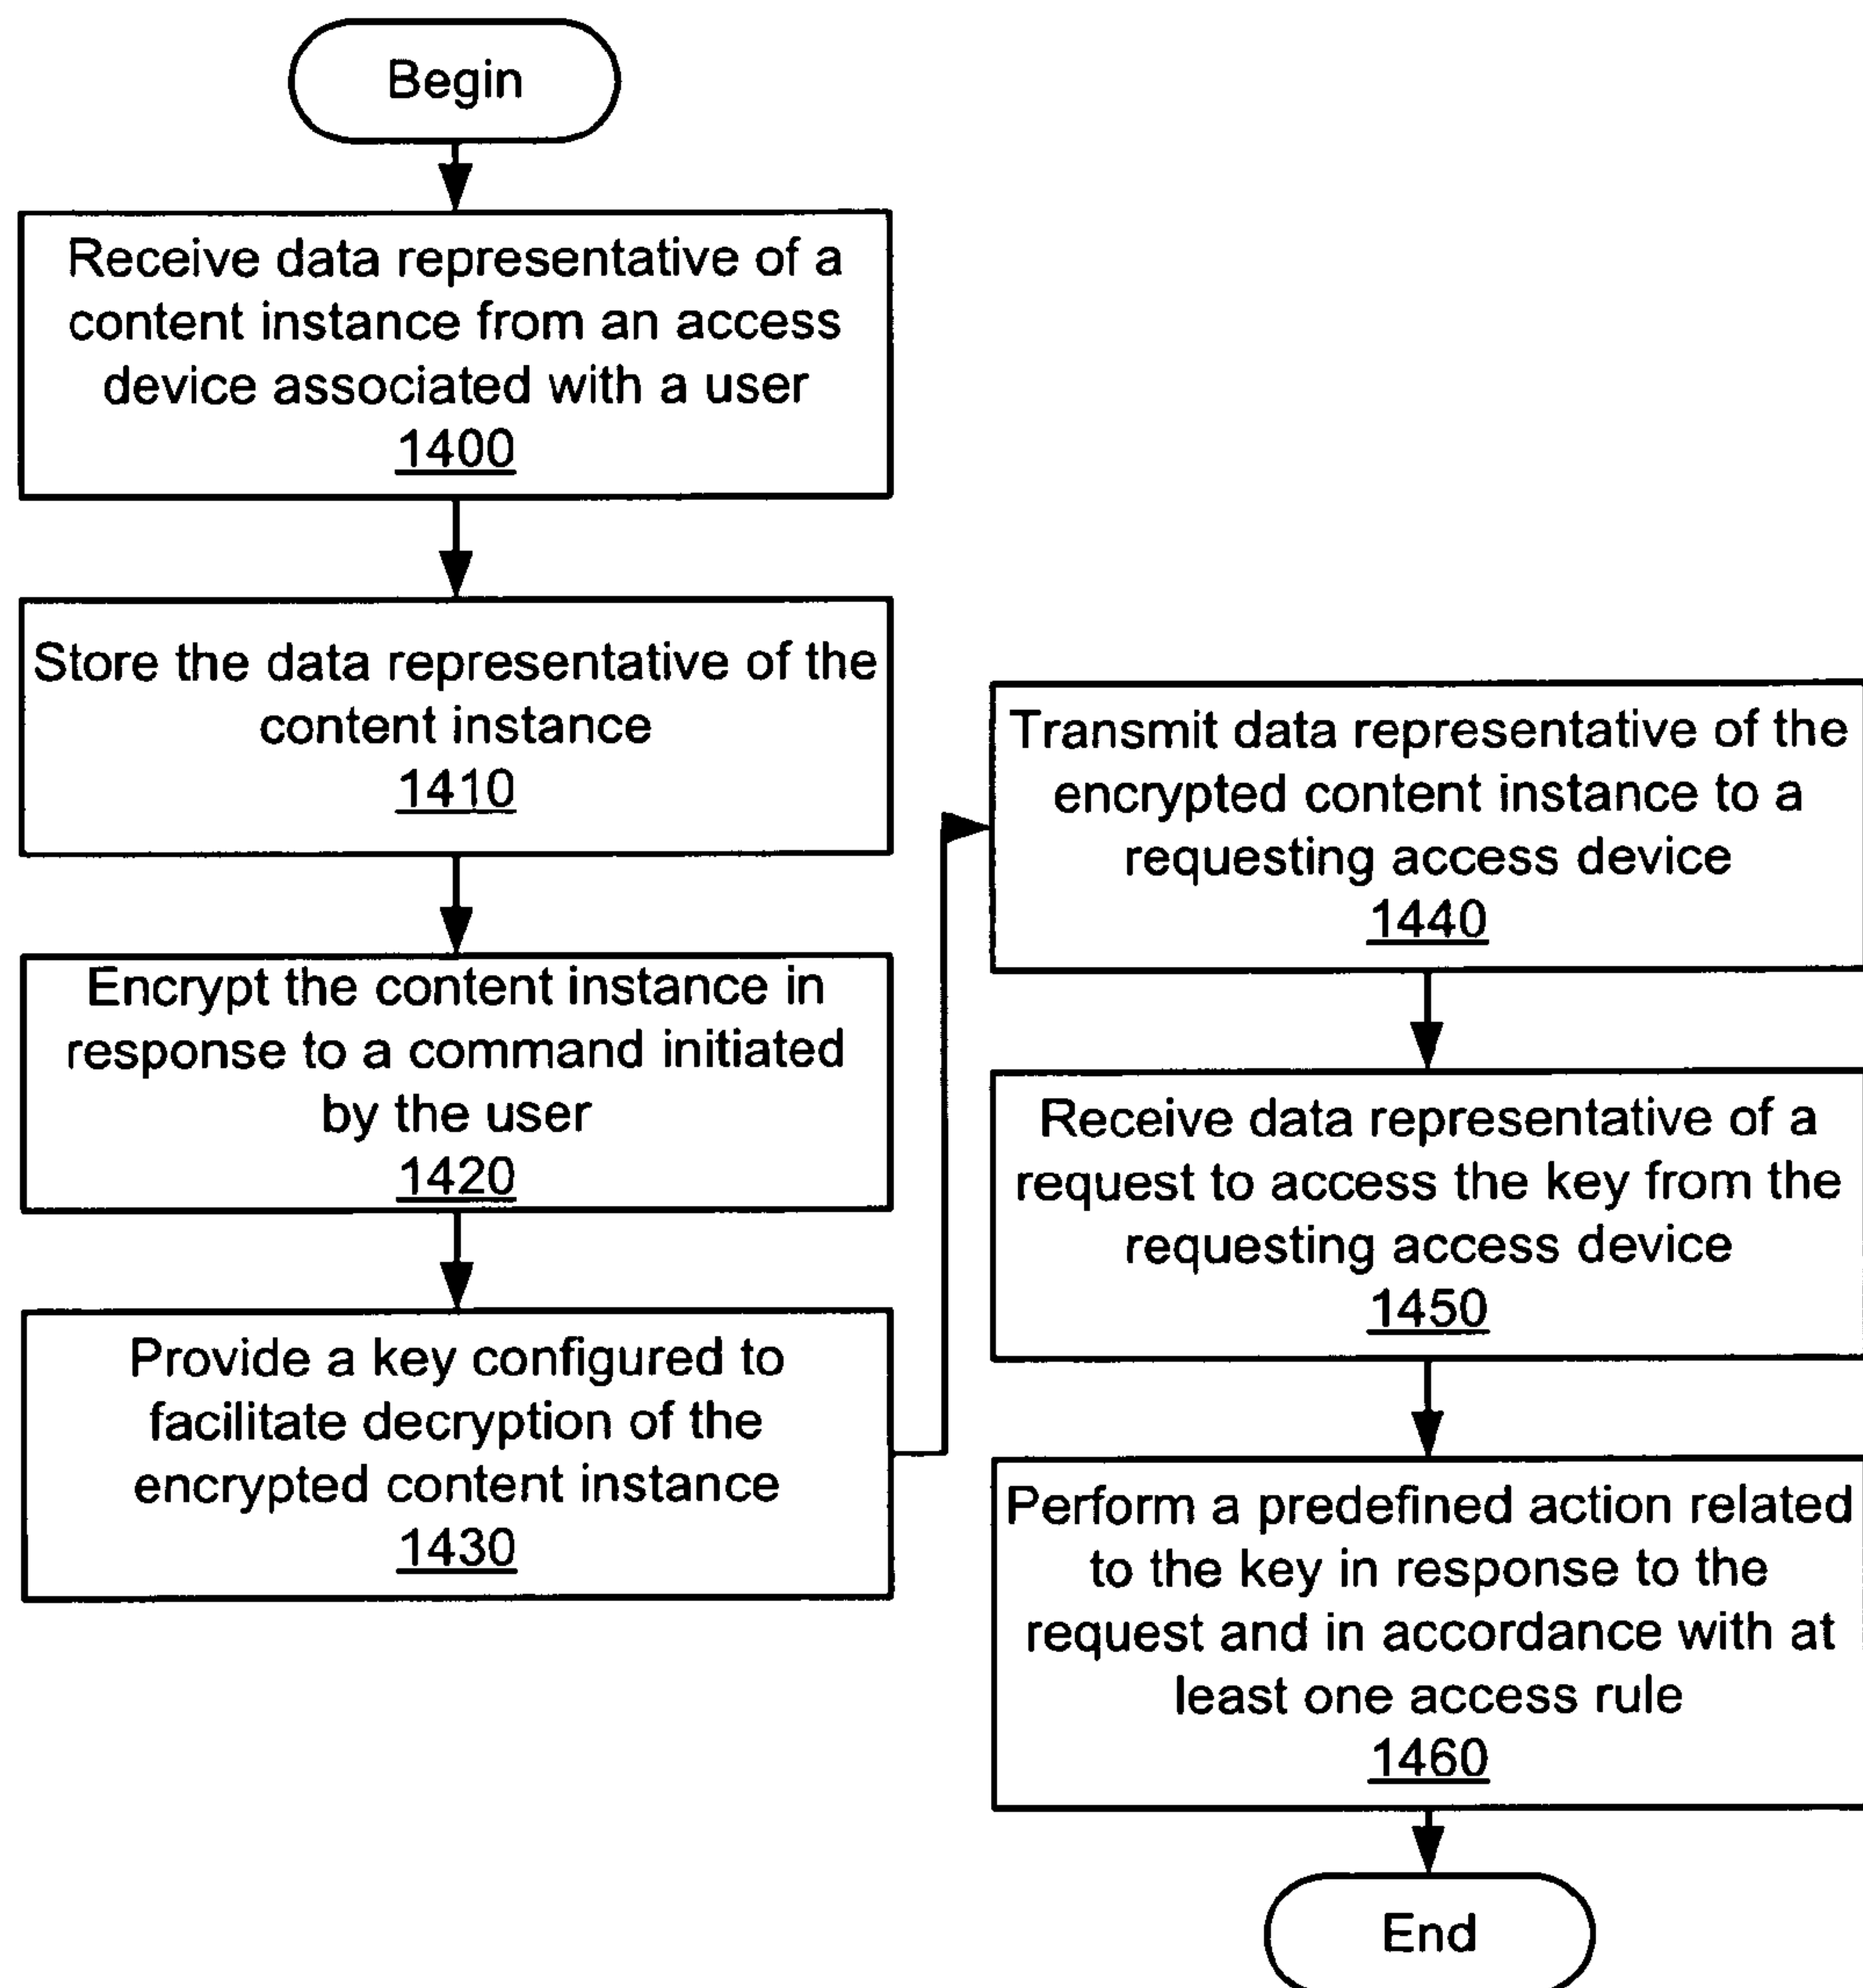 Begin
Receive data representative of a
content instance from an access
device associated with a user
1400
Store the data representative of the
content instance
1410
Encrypt the content instance in
response to a command initiated
by the user
1420
Provide a key configured to
facilitate decryption of the
encrypted content instance
1430
Transmit data representative of the
encrypted content instance to a
requesting access device
1440
Receive data representative of a
request to access the key from the
requesting access device
1450
Perform a predefined action related
to the key in response to the
request and in accordance with at
least one access rule
1460
End